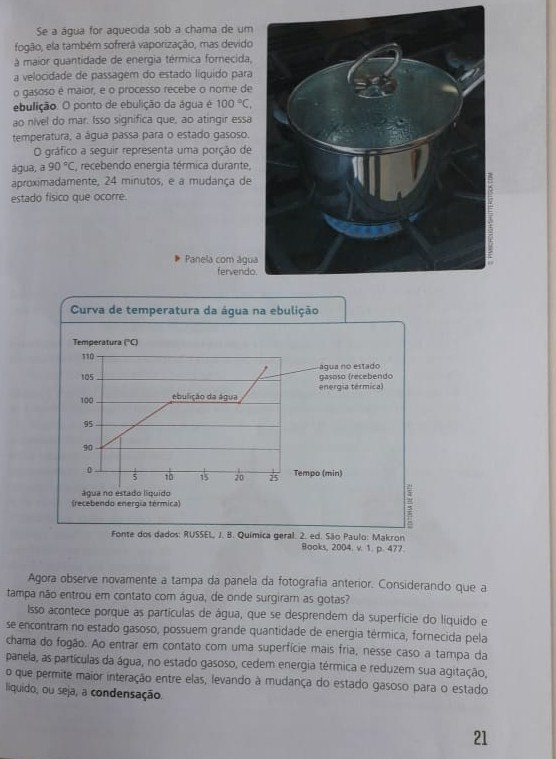 Se a água for aquecida sob a chama de um
fogão, ela também sofrerá vaporização, mas devido
à maior quantidade de energia térmica fornecida,
a velocidade de passagem do estado líquido para
o gasoso é maior, e o processo recebe o nome de
ebulição. O ponto de ebulição da água é 100 °C,
ao nível do mar. Isso significa que, ao atingir essa
temperatura, a água passa para o estado gasoso.
O gráfico a seguir representa uma porção de
água, a 90 °C, recebendo energia térmica durante,
aproximadamente, 24 minutos, e a mudança de
estado físico que ocorre.
Panela com água
fervendo.
Curva de temperatura da água na ebulição
Temperatura (°C)
110
105
100
95
90
0
5
10
15
20
25
Tempo (min)
ebulição da água
água no estado
gasoso (recebendo
energia térmica)
água no estado líquido
(recebendo energia térmica)
EDITORIA DE ARTE
Fonte dos dados: RUSSEL, J. B. Química geral. 2. ed. São Paulo: Makron
Books, 2004. v. 1. p. 477.
Agora observe novamente a tampa da panela da fotografia anterior. Considerando que a
tampa não entrou em contato com água, de onde surgiram as gotas?
Isso acontece porque as partículas de água, que se desprendem da superfície do líquido e
se encontram no estado gasoso, possuem grande quantidade de energia térmica, fornecida pela
chama do fogão. Ao entrar em contato com uma superfície mais fria, nesse caso a tampa da
panela, as partículas da água, no estado gasoso, cedem energia térmica e reduzem sua agitação,
o que permite maior interação entre elas, levando à mudança do estado gasoso para o estado
líquido, ou seja, a condensação.
21